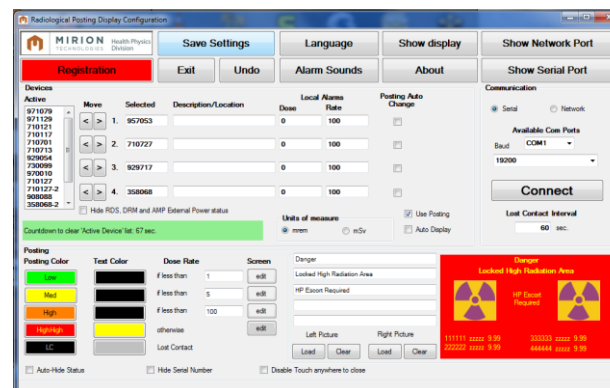 Radiological Posting Display Configuration
MIRION TECHNOLOGIES Health Physics Division
Save Settings
Language
Show display
Show Network Port
Registration
Exit
Undo
Alarm Sounds
About
Show Serial Port
Devices
Active
Move
Selected
Description/Location
Local Alarms
Dose
Rate
Posting Auto Change
Communication
Serial
Network
Available Com Ports
Baud
COM1
19200
Connect
Lost Contact Interval
60 sec.
971079
971129
710121
710117
710701
710713
929054
730099
970010
710127
710127-2
908088
358068-2
< > 1. 957053 0 100
< > 2. 710727 0 100
< > 3. 929717 0 100
< > 4. 358068 0 100
Hide RDS, DRM and AMP External Power status
Countdown to clear 'Active Device' list: 67 sec.
Units of measure
mrem
mSv
Use Posting
Auto Display
Posting
Posting Color
Text Color
Dose Rate
Screen
Low
if less than 1 edit
Med
if less than 5 edit
High
if less than 100 edit
HighHigh
otherwise edit
LC
Lost Contact
Danger
Locked High Radiation Area
HP Escort Required
Left Picture
Right Picture
Load
Clear
Load
Clear
Danger
Locked High Radiation Area
HP Escort
Required
111111 zzzzz 9.99 333333 zzzzz 9.99
222222 zzzzz 9.99 444444 zzzzz 9.99
Auto-Hide Status
Hide Serial Number
Disable Touch anywhere to close